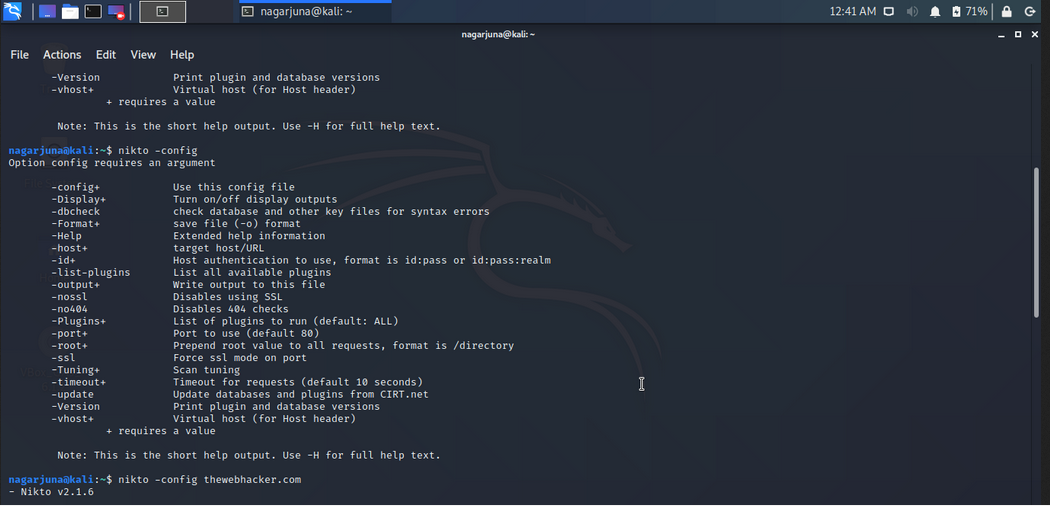 nagarjuna@kali: ~
12:41 AM
71%
nagarjuna@kali: ~
File Actions Edit View Help
-Version Print plugin and database versions
-vhost+ Virtual host (for Host header)
+ requires a value
Note: This is the short help output. Use -H for full help text.
nagarjuna@kali:~$ nikto -config
Option config requires an argument
-config+ Use this config file
-Display+ Turn on/off display outputs
-dbcheck check database and other key files for syntax errors
-Format+ save file (-o) format
-Help Extended help information
-host+ target host/URL
-id+ Host authentication to use, format is id:pass or id:pass:realm
-list-plugins List all available plugins
-output+ Write output to this file
-nossl Disables using SSL
-no404 Disables 404 checks
-Plugins+ List of plugins to run (default: ALL)
-port+ Port to use (default 80)
-root+ Prepend root value to all requests, format is /directory
-ssl Force ssl mode on port
-Tuning+ Scan tuning
-timeout+ Timeout for requests (default 10 seconds)
-update Update databases and plugins from CIRT.net
-Version Print plugin and database versions
-vhost+ Virtual host (for Host header)
+ requires a value
Note: This is the short help output. Use -H for full help text.
nagarjuna@kali:~$ nikto -config thewebhacker.com
- Nikto v2.1.6